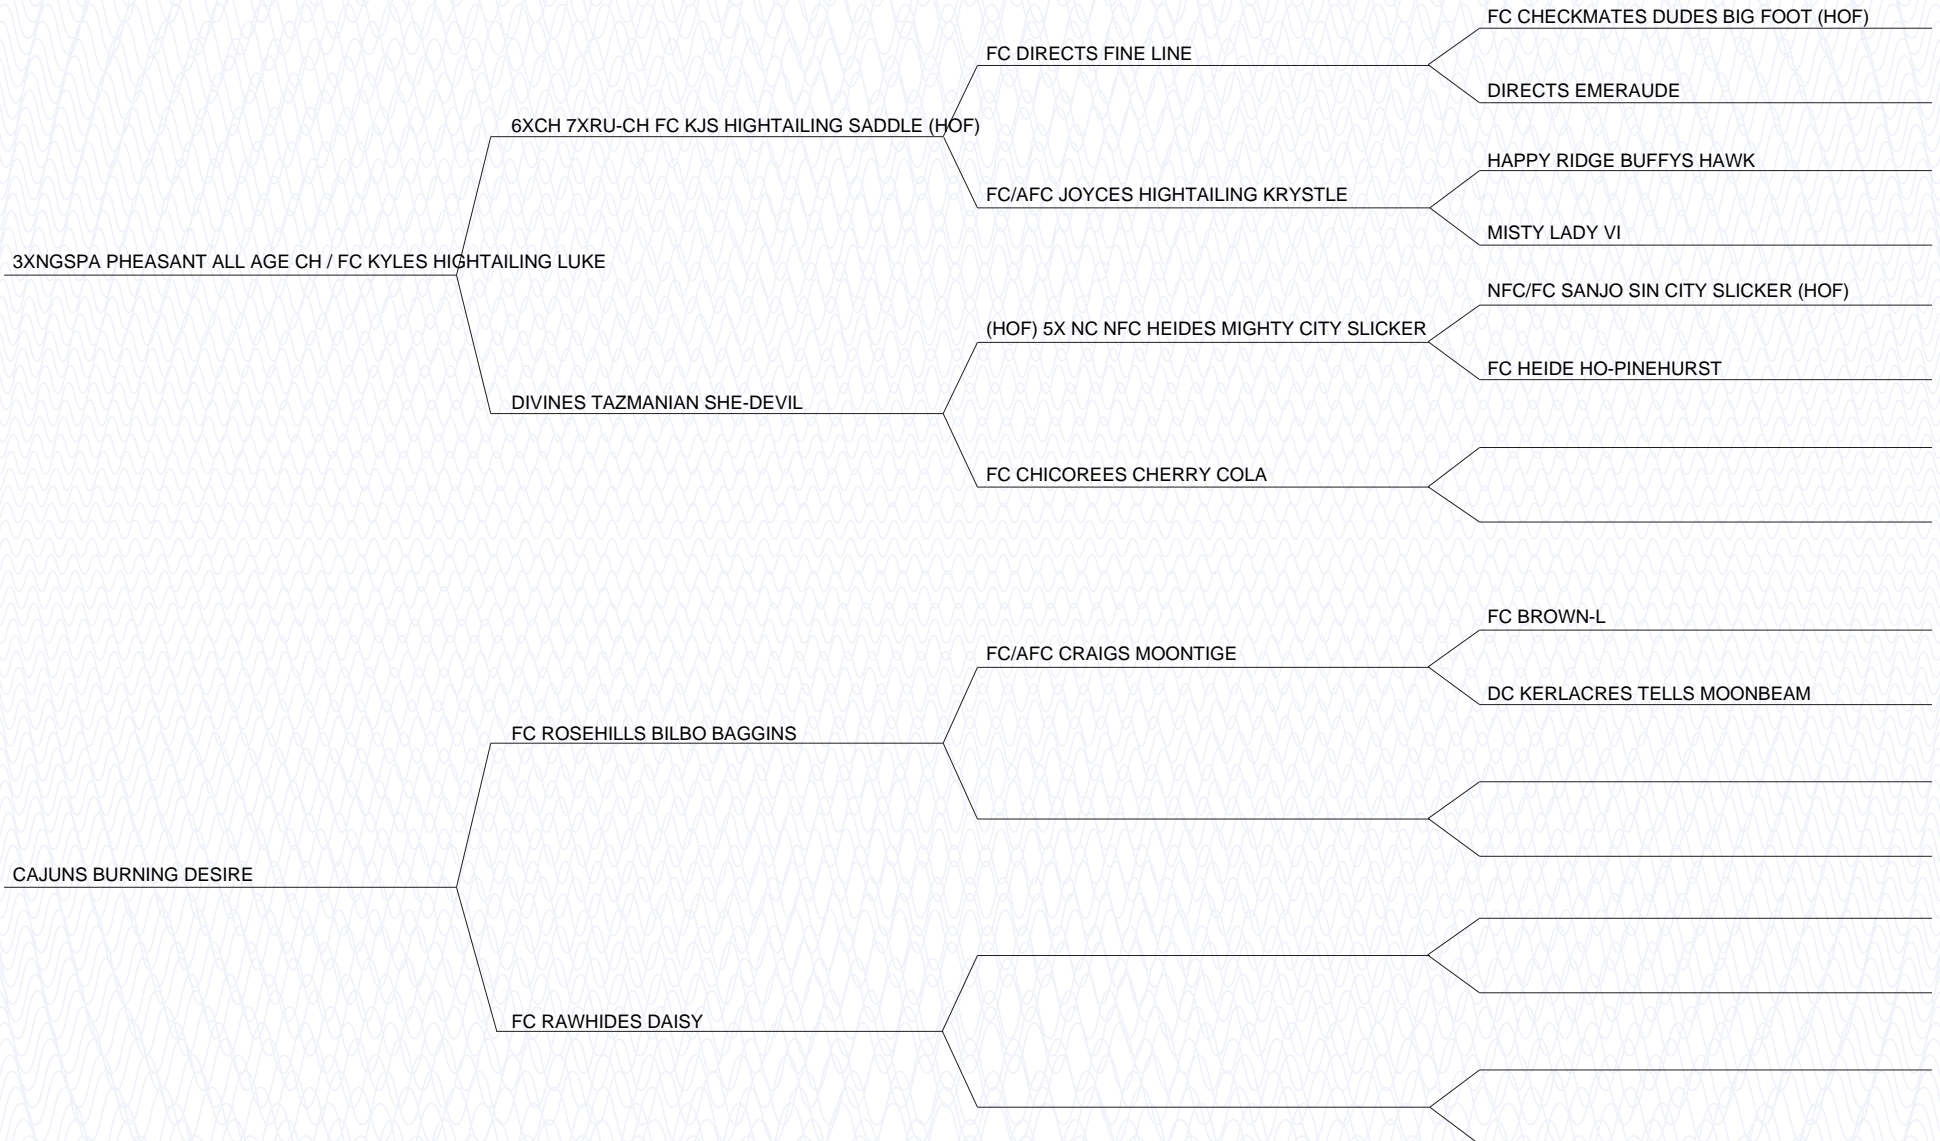 FC CHECKMATES DUDES BIG FOOT (HOF)
FC DIRECTS FINE LINE
DIRECTS EMERAUDE
6XCH 7XRU-CH FC KJS HIGHTAILING SADDLE (HOF)
HAPPY RIDGE BUFFYS HAWK
FC/AFC JOYCES HIGHTAILING KRYSTLE
MISTY LADY VI
3XNGSPA PHEASANT ALL AGE CH / FC KYLES HIGHTAILING LUKE
NFC/FC SANJO SIN CITY SLICKER (HOF)
(HOF) 5X NC NFC HEIDES MIGHTY CITY SLICKER
FC HEIDE HO-PINEHURST
DIVINES TAZMANIAN SHE-DEVIL
FC CHICOREES CHERRY COLA
FC BROWN-L
FC/AFC CRAIGS MOONTIGE
DC KERLACRES TELLS MOONBEAM
FC ROSEHILLS BILBO BAGGINS
CAJUNS BURNING DESIRE
FC RAWHIDES DAISY